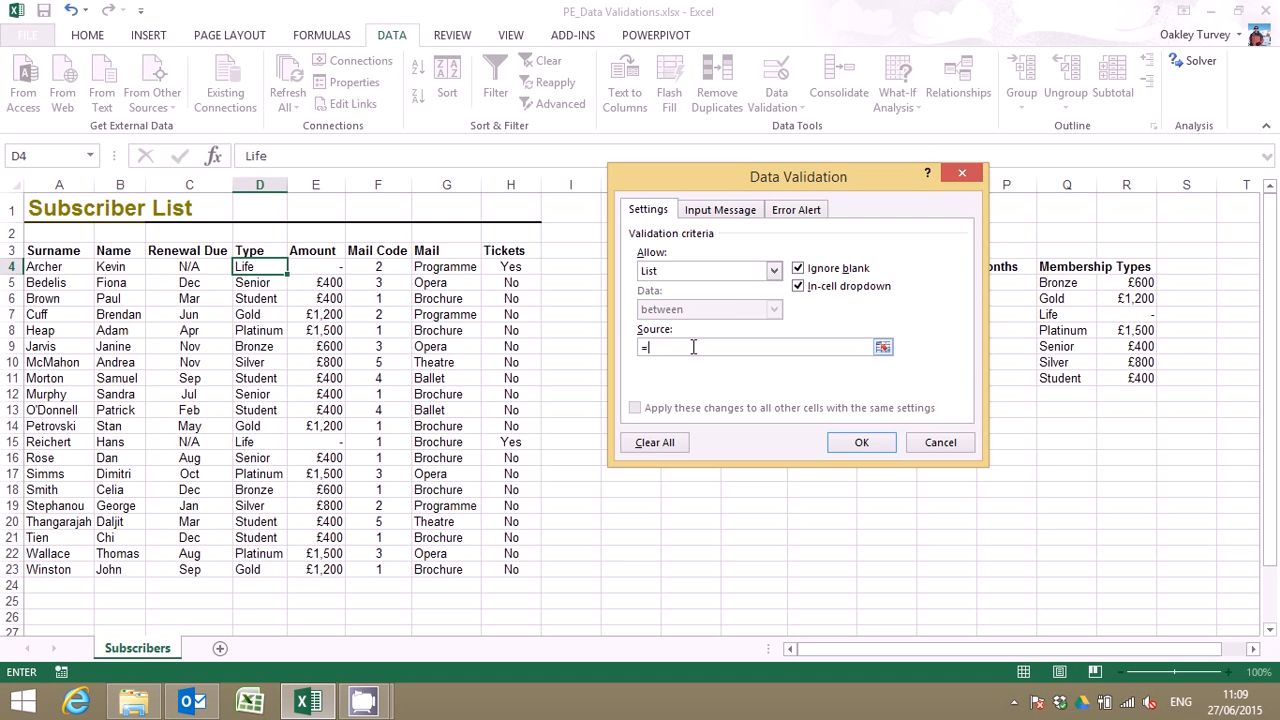 PE_Data Validations.xlsx - Excel
FILE HOME INSERT PAGE LAYOUT FORMULAS DATA REVIEW VIEW ADD-INS POWERPIVOT Oakley Turvey
From Access From Web From Text From Other Sources Existing Connections Refresh All Connections Properties Edit Links Sort Filter Clear Reapply Advanced Text to Columns Flash Fill Remove Duplicates Data Validation Consolidate What-If Analysis Relationships Group Ungroup Subtotal Solver
Get External Data Connections Sort & Filter Data Tools Outline Analysis
D4 fx Life
A B C D E F G H I P Q R S T
1 Subscriber List
2
3 Surname Name Renewal Due Type Amount Mail Code Mail Tickets
4 Archer Kevin N/A Life - 2 Programme Yes onths Membership Types
5 Bedelis Fiona Dec Senior £400 3 Opera No Bronze £600
6 Brown Paul Mar Student £400 1 Brochure No Gold £1,200
7 Cuff Brendan Jun Gold £1,200 2 Programme No Life -
8 Heap Adam Apr Platinum £1,500 1 Brochure No Platinum £1,500
9 Jarvis Janine Nov Bronze £600 3 Opera No Senior £400
10 McMahon Andrea Nov Silver £800 5 Theatre No Silver £800
11 Morton Samuel Sep Student £400 4 Ballet No Student £400
12 Murphy Sandra Jul Senior £400 1 Brochure No
13 O'Donnell Patrick Feb Student £400 4 Ballet No
14 Petrovski Stan May Gold £1,200 1 Brochure No
15 Reichert Hans N/A Life - 1 Brochure Yes
16 Rose Dan Aug Senior £400 1 Brochure No
17 Simms Dimitri Oct Platinum £1,500 3 Opera No
18 Smith Celia Dec Bronze £600 1 Brochure No
19 Stephanou George Jan Silver £800 2 Programme No
20 Thangarajah Daljit Mar Student £400 5 Theatre No
21 Tien Chi Dec Student £400 1 Brochure No
22 Wallace Thomas Aug Platinum £1,500 3 Opera No
23 Winston John Sep Gold £1,200 1 Brochure No
24
25
26
27
Data Validation
Settings Input Message Error Alert
Validation criteria
Allow:
List Ignore blank
In-cell dropdown
Data:
between
Source:
=
Apply these changes to all other cells with the same settings
Clear All OK Cancel
Subscribers
ENTER 100%
ENG 11:09
27/06/2015